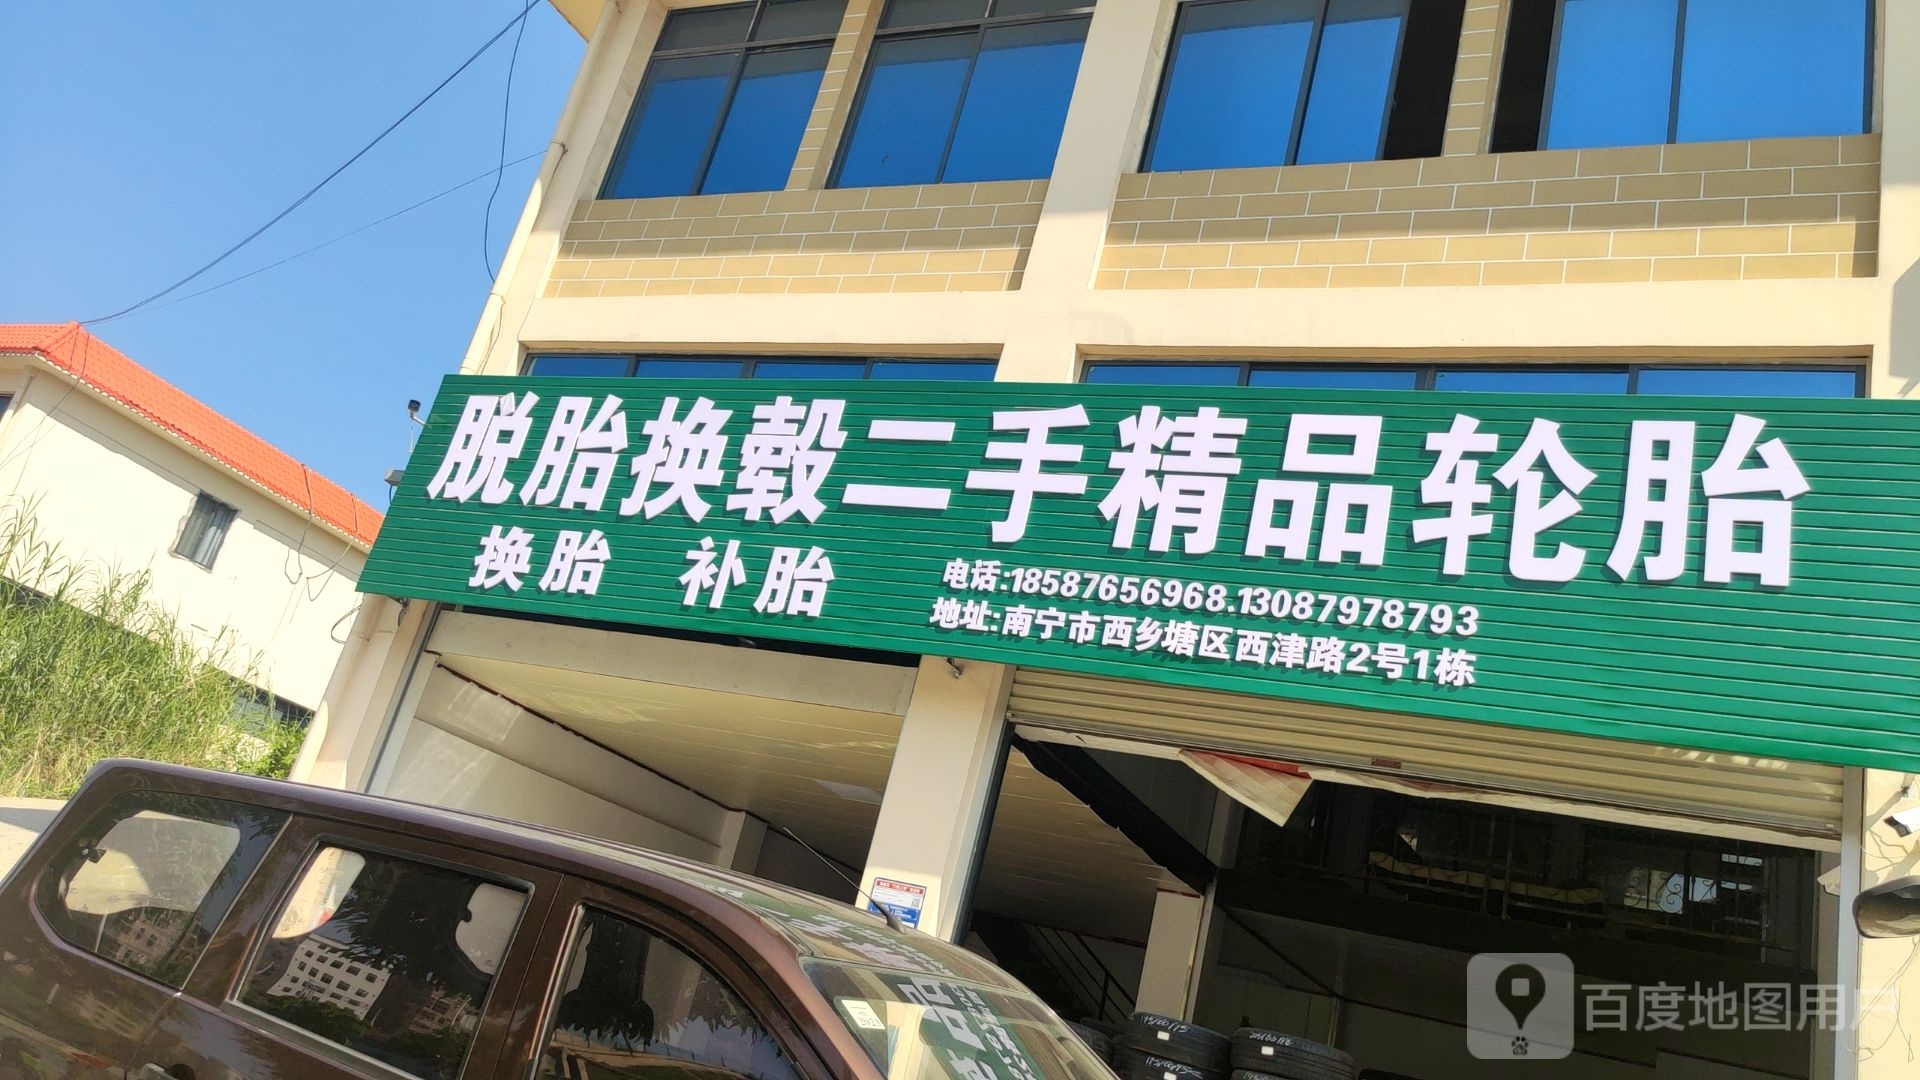 脱胎换毂二手精品轮胎
换胎 补胎
电话:18587656968.13087978793
地址:南宁市西乡塘区西津路2号1栋
百度地图用户